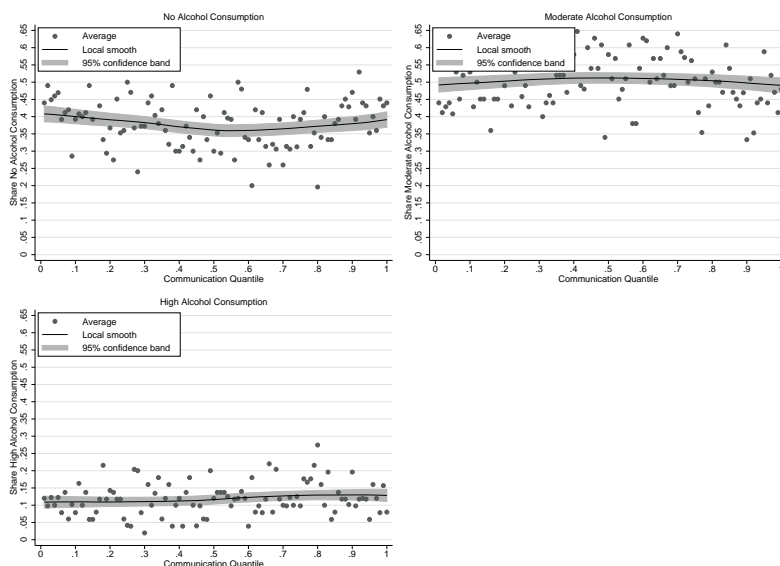 No Alcohol Consumption
Average
Local smooth
95% confidence band
Share No Alcohol Consumption
0 .05 .1 .15 .2 .25 .3 .35 .4 .45 .5 .55 .6 .65
0 .1 .2 .3 .4 .5 .6 .7 .8 .9 1
Communication Quantile
Moderate Alcohol Consumption
Average
Local smooth
95% confidence band
Share Moderate Alcohol Consumption
0 .05 .1 .15 .2 .25 .3 .35 .4 .45 .5 .55 .6 .65
0 .1 .2 .3 .4 .5 .6 .7 .8 .9 1
Communication Quantile
High Alcohol Consumption
Average
Local smooth
95% confidence band
Share High Alcohol Consumption
0 .05 .1 .15 .2 .25 .3 .35 .4 .45 .5 .55 .6 .65
0 .1 .2 .3 .4 .5 .6 .7 .8 .9 1
Communication Quantile